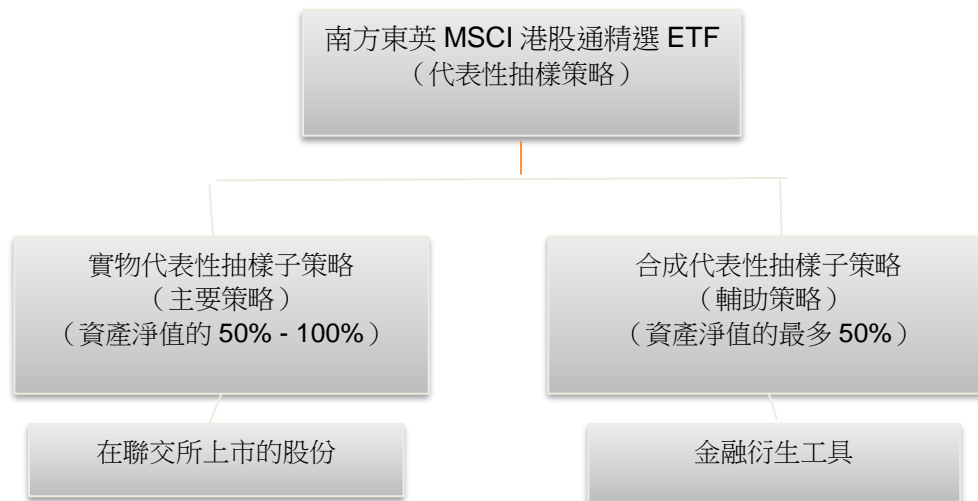 南方東英 MSCI 港股通精選 ETF
（代表性抽樣策略）
實物代表性抽樣子策略
（主要策略）
（資產淨值的 50% - 100%）
合成代表性抽樣子策略
（輔助策略）
（資產淨值的最多 50%）
在聯交所上市的股份
金融衍生工具